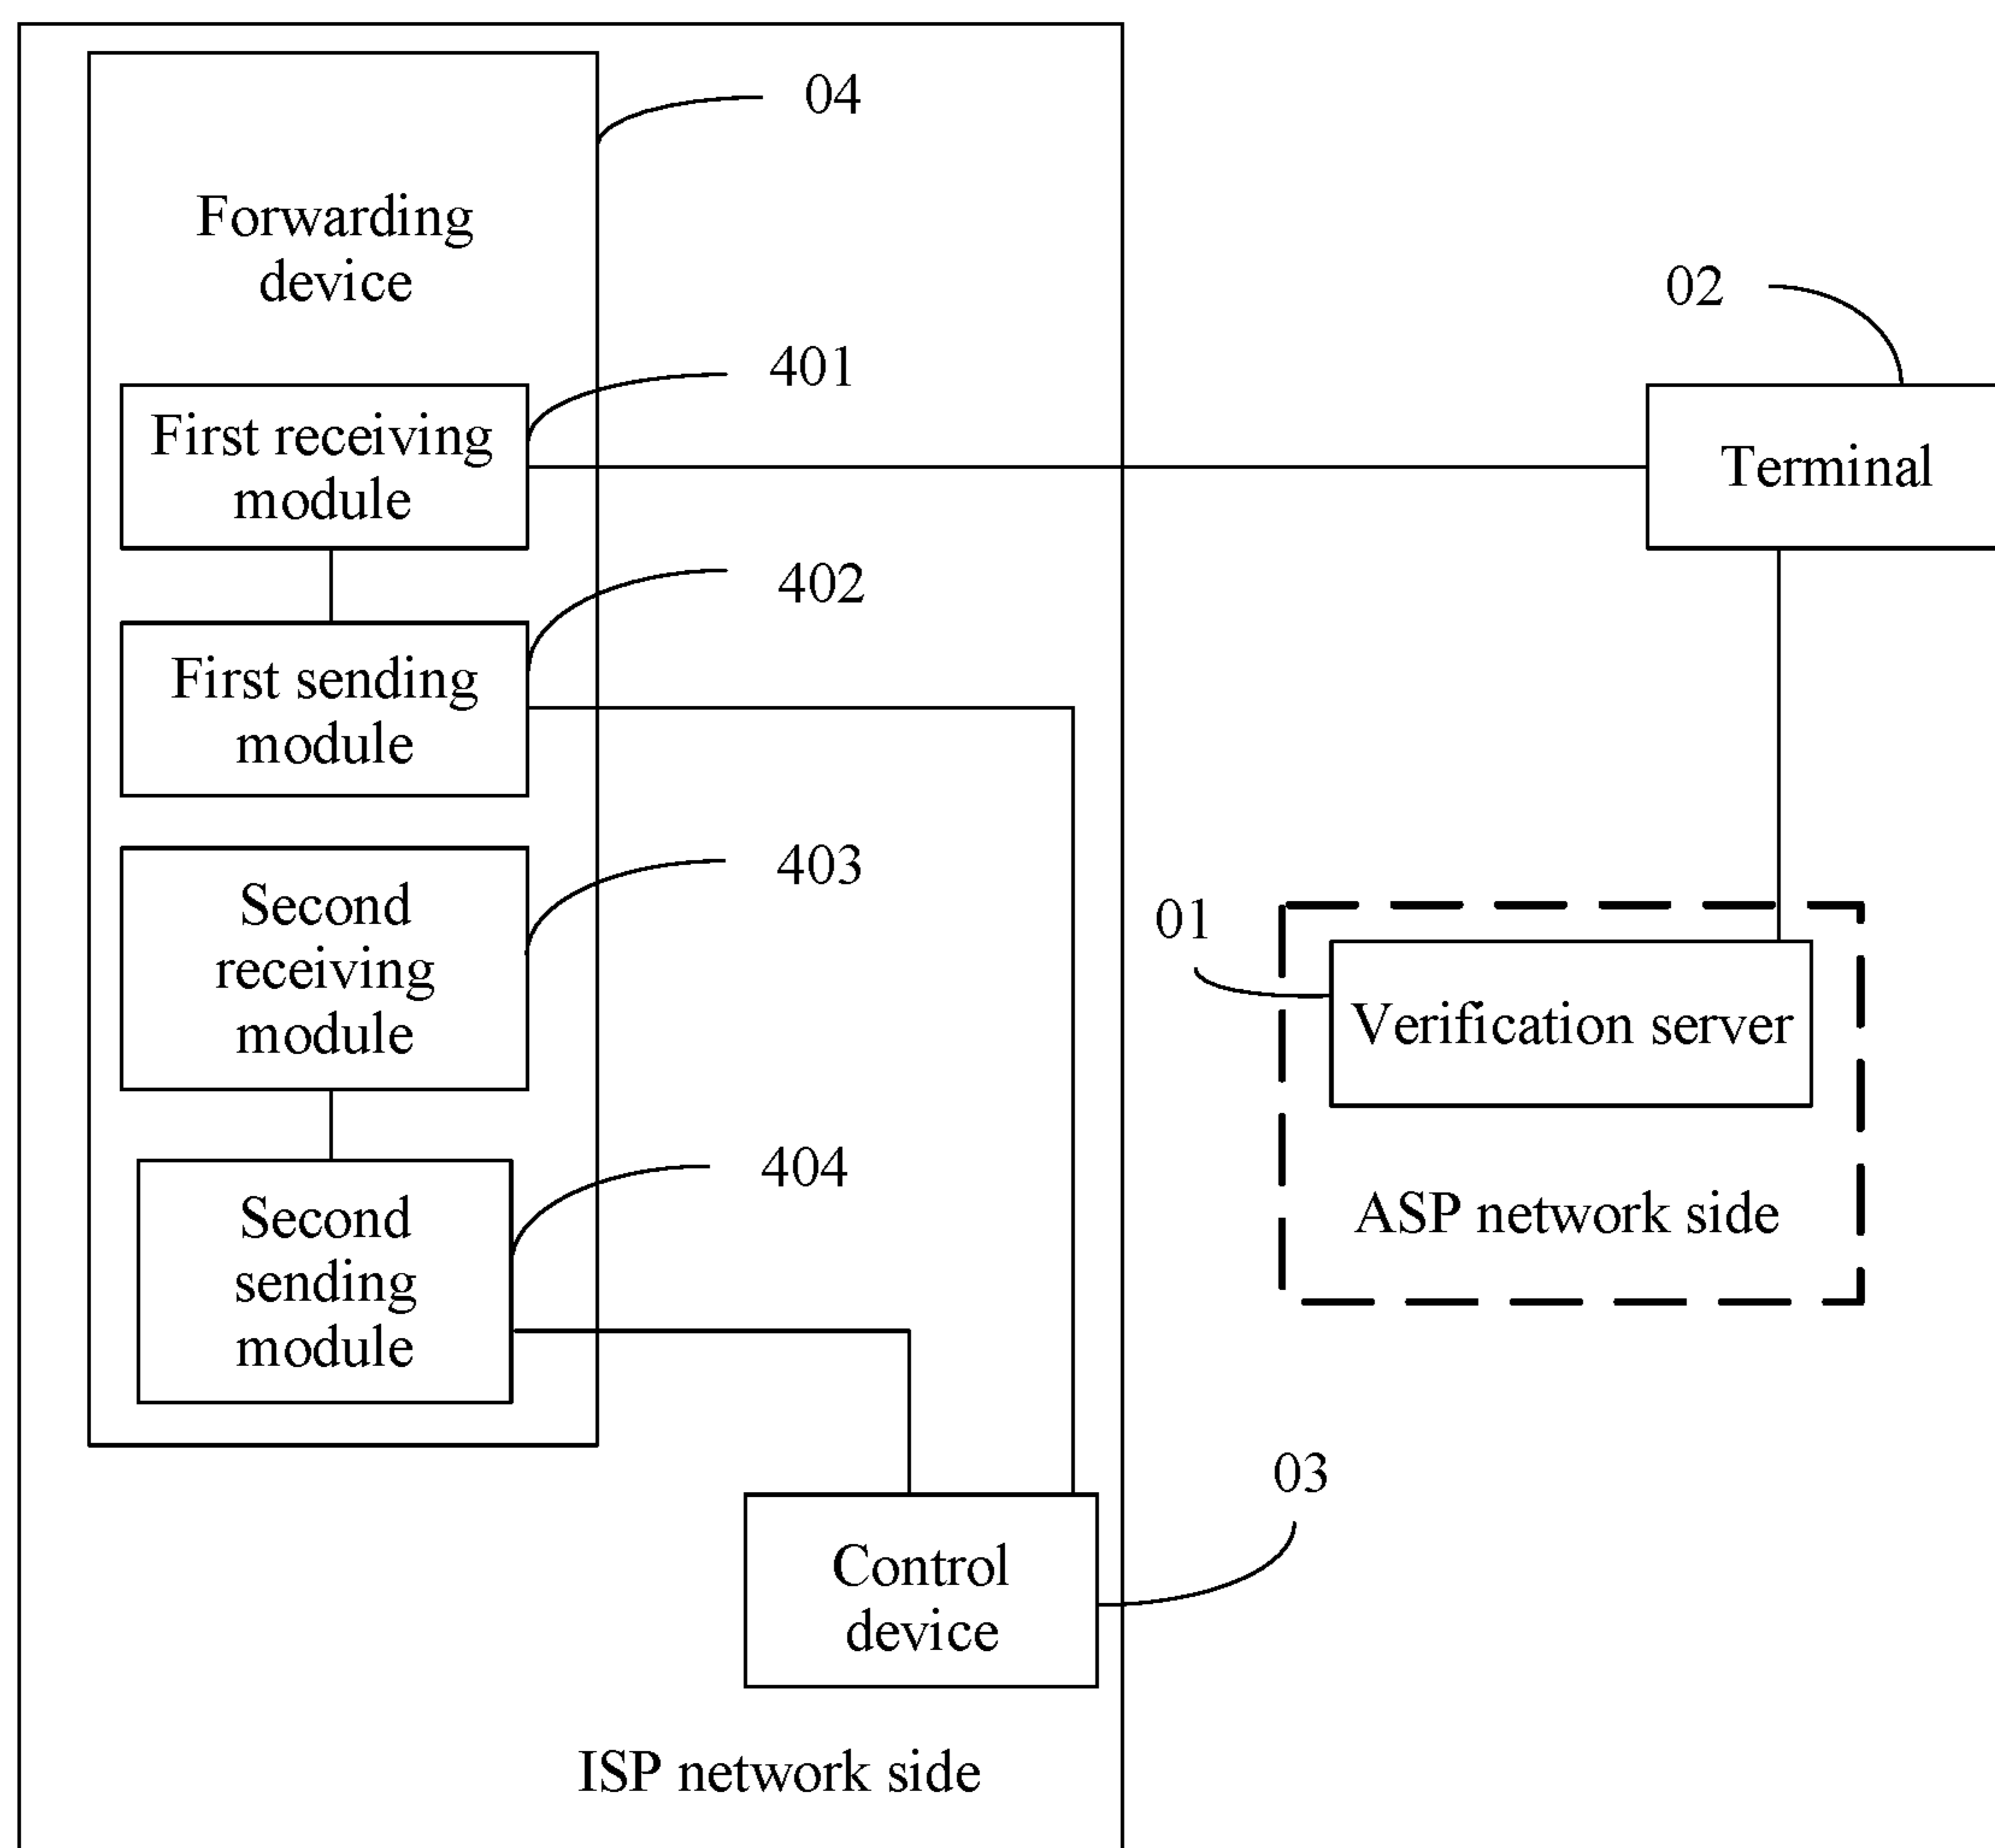 04
Forwarding
device
02
401
First receiving
module
Terminal
402
First sending
module
403
Second
receiving
module
01
Verification server
404
Second
sending
module
ASP network side
03
Control
device
ISP network side